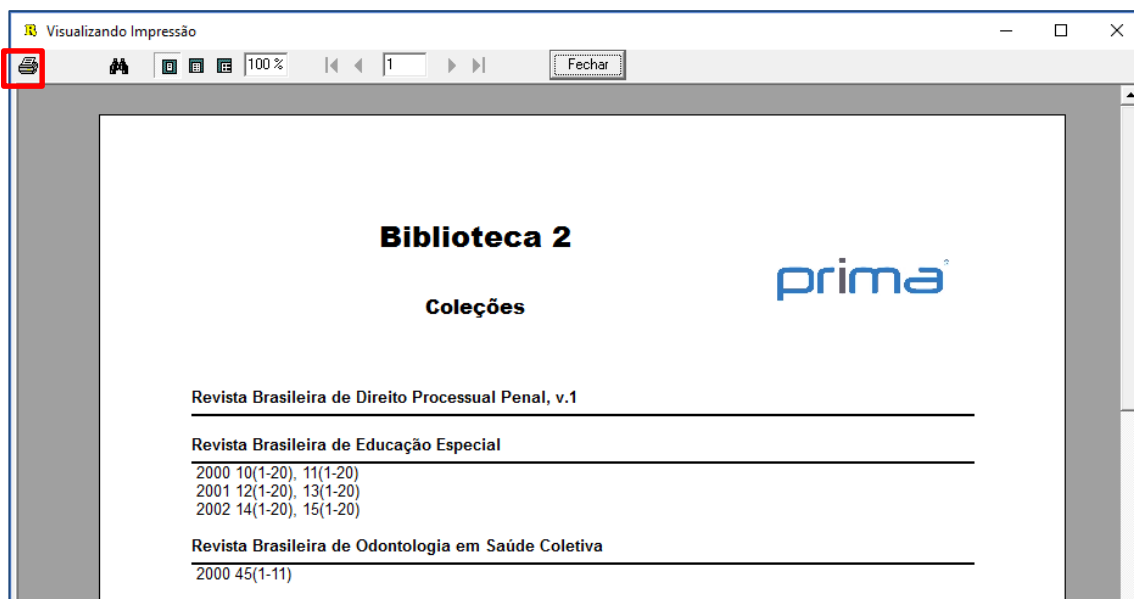 Visualizando Impressão
100 %
1
Fechar
Biblioteca 2
prima
Coleções
Revista Brasileira de Direito Processual Penal, v.1
Revista Brasileira de Educação Especial
2000 10(1-20), 11(1-20)
2001 12(1-20), 13(1-20)
2002 14(1-20), 15(1-20)
Revista Brasileira de Odontologia em Saúde Coletiva
2000 45(1-11)